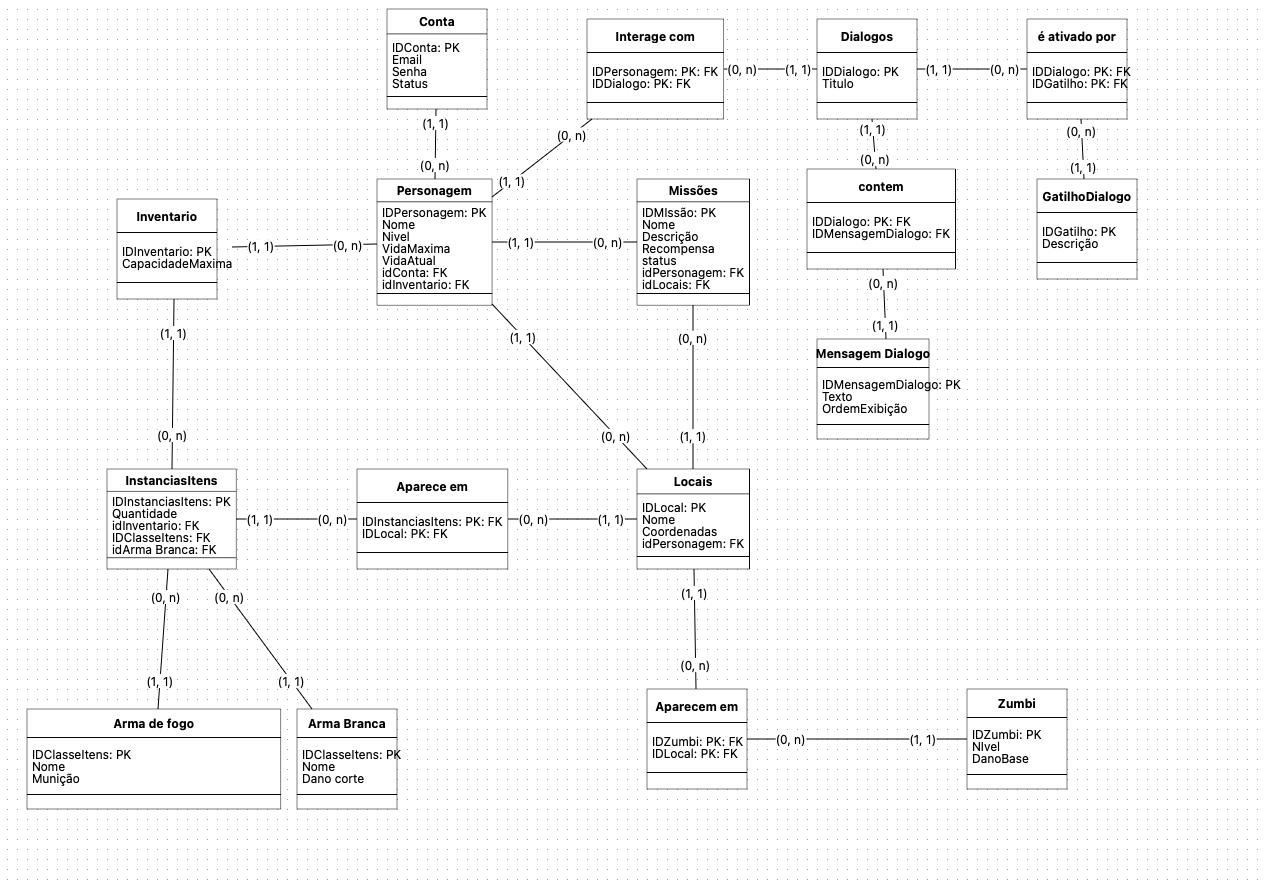 Conta
IDConta: PK
Email
Senha
Status
Interage com
IDPersonagem: PK: FK
IDDialogo: PK: FK
Dialogos
IDDialogo: PK
Titulo
é ativado por
IDDialogo: PK: FK
IDGatilho: PK: FK
(0, n)
(1, 1)
(1, 1)
(0, n)
(1, 1)
(0, n)
(0, n)
(1, 1)
(1, 1)
(0, n)
(0, n)
(1, 1)
Personagem
IDPersonagem: PK
Nome
Nivel
VidaMaxima
VidaAtual
idConta: FK
idInventario: FK
Missões
IDMIssão: PK
Nome
Descrição
Recompensa
status
idPersonagem: FK
idLocais: FK
contem
IDDialogo: PK: FK
IDMensagemDialogo: FK
GatilhoDialogo
IDGatilho: PK
Descrição
Inventario
IDInventario: PK
CapacidadeMaxima
(1, 1)
(0, n)
(1, 1)
(0, n)
(0, n)
(1, 1)
Mensagem Dialogo
IDMensagemDialogo: PK
Texto
OrdemExibição
(1, 1)
(0, n)
(1, 1)
(0, n)
(0, n)
(1, 1)
InstanciasItens
IDInstanciasItens: PK
Quantidade
idInventario: FK
IDClasseItens: FK
idArma Branca: FK
(1, 1)
(0, n)
Aparece em
IDInstanciasItens: PK: FK
IDLocal: PK: FK
(0, n)
(1, 1)
Locais
IDLocal: PK
Nome
Coordenadas
idPersonagem: FK
(0, n)
(0, n)
(1, 1)
(1, 1)
(1, 1)
(0, n)
Arma de fogo
IDClasseItens: PK
Nome
Munição
Arma Branca
IDClasseItens: PK
Nome
Dano corte
Aparecem em
IDZumbi: PK: FK
IDLocal: PK: FK
(0, n)
(1, 1)
Zumbi
IDZumbi: PK
NIvel
DanoBase